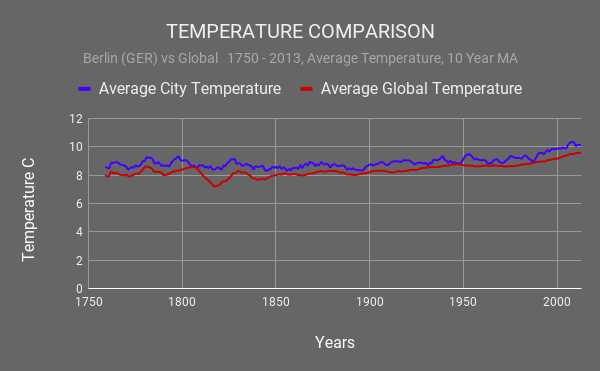 TEMPERATURE COMPARISON
Berlin (GER) vs Global  1750 - 2013, Average Temperature, 10 Year MA
Average City Temperature
Average Global Temperature
12
10
8
6
4
2
0
Temperature C
1750
1800
1850
1900
1950
2000
Years